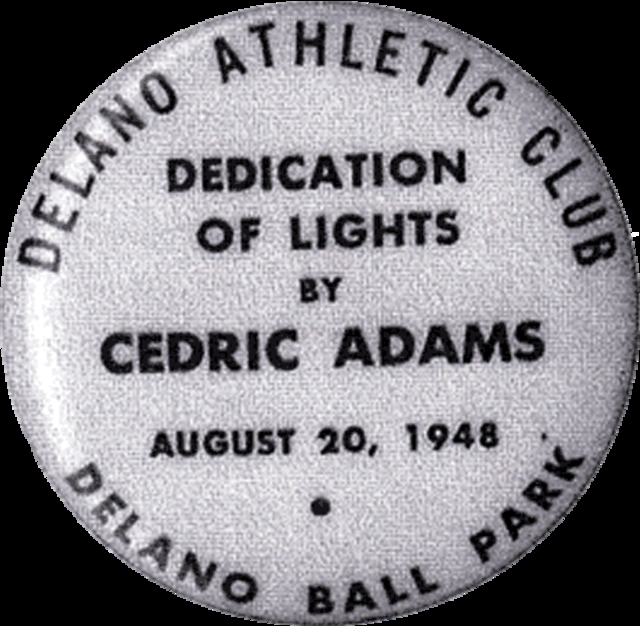 DELANO ATHLETIC CLUB
DEDICATION
OF LIGHTS
BY
CEDRIC ADAMS
AUGUST 20, 1948
DELANO BALL PARK